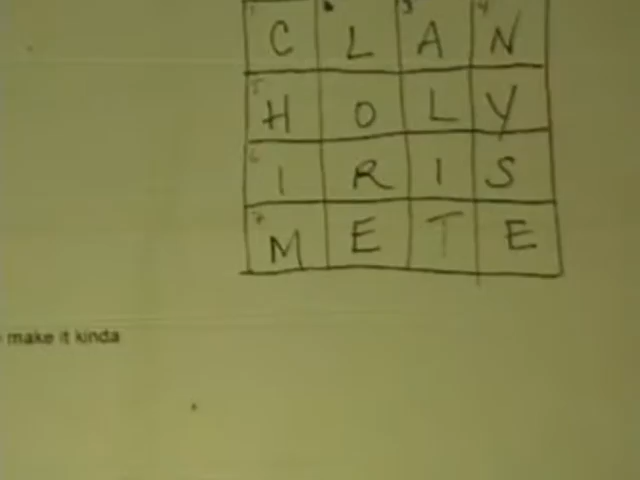 C L A N
H O L Y
I R I S
M E T E
make it kinda